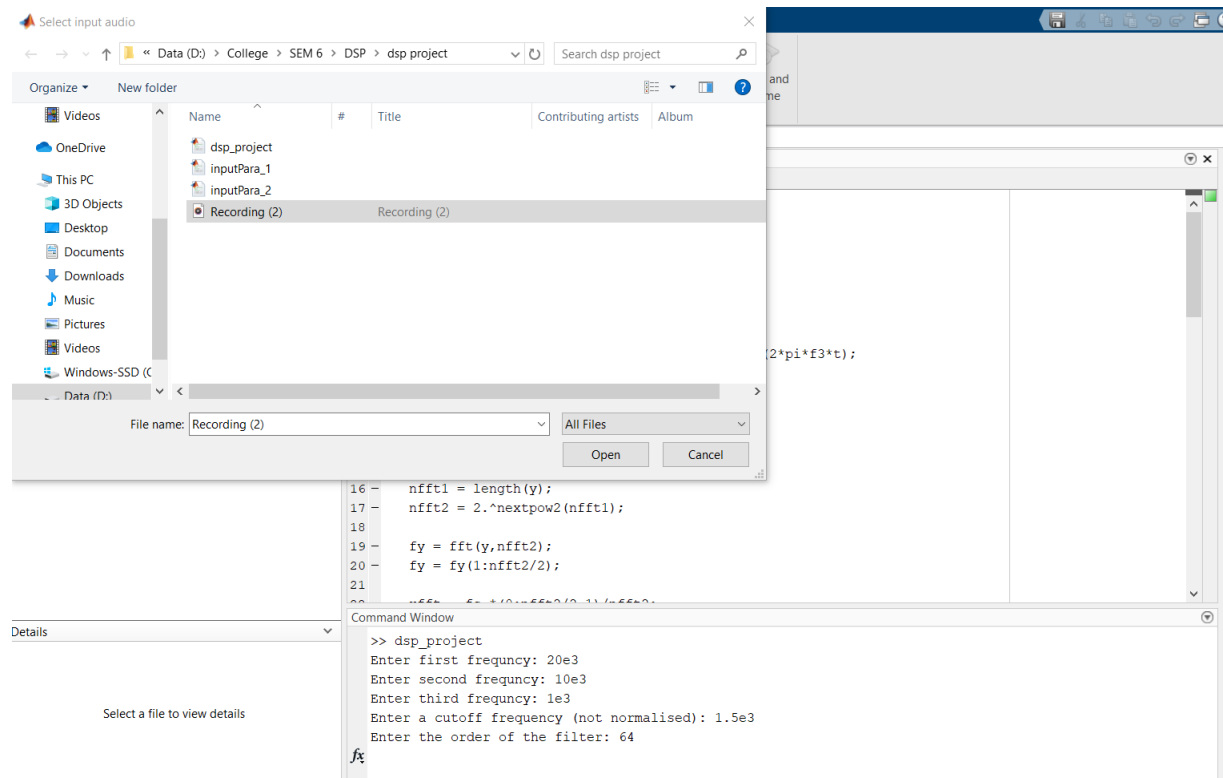 Select input audio
« Data (D:) > College > SEM 6 > DSP > dsp project
Search dsp project
Organize
New folder
and
me
Videos
OneDrive
This PC
3D Objects
Desktop
Documents
Downloads
Music
Pictures
Videos
Windows-SSD (C
Data (D:)
Name # Title Contributing artists Album
dsp_project
inputPara_1
inputPara_2
Recording (2) Recording (2)
File name: Recording (2)
All Files
Open Cancel
(2*pi*f3*t);
16 – nfft1 = length(y);
17 – nfft2 = 2.^nextpow2(nfft1);
18
19 – fy = fft(y,nfft2);
20 – fy = fy(1:nfft2/2);
21
Details
Select a file to view details
Command Window
>> dsp_project
Enter first frequncy: 20e3
Enter second frequncy: 10e3
Enter third frequncy: 1e3
Enter a cutoff frequency (not normalised): 1.5e3
Enter the order of the filter: 64
fx